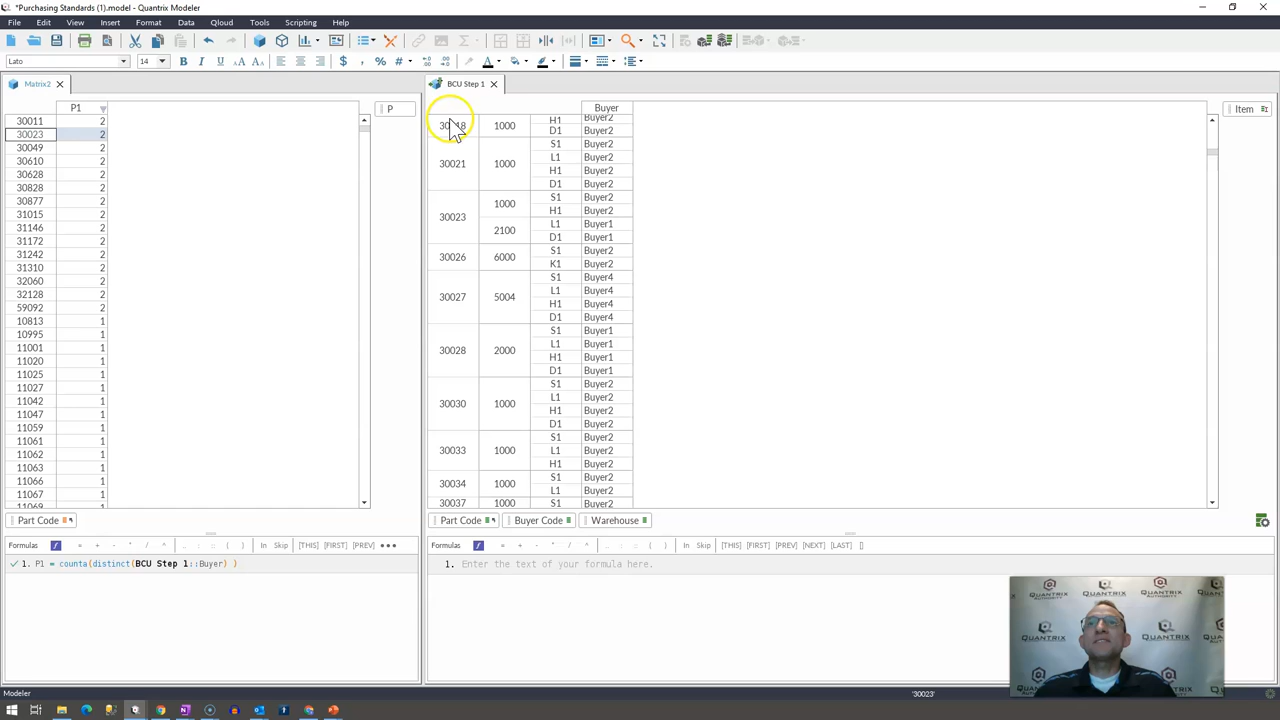 *Purchasing Standards (1).model - Quantrix Modeler
File Edit View Insert Format Data Qloud Tools Scripting Help
Lato 14
Matrix2
BCU Step 1
P1
30011 2
30023 2
30049 2
30610 2
30628 2
30828 2
30877 2
31015 2
31146 2
31172 2
31242 2
31310 2
32060 2
32128 2
59092 2
10813 1
10995 1
11001 1
11020 1
11025 1
11027 1
11042 1
11047 1
11059 1
11061 1
11062 1
11063 1
11066 1
11067 1
11069 1
P
Buyer
1000 H1 Buyer2
D1 Buyer2
30021 1000 S1 Buyer2
L1 Buyer2
H1 Buyer2
D1 Buyer2
30023 1000 S1 Buyer2
H1 Buyer2
2100 L1 Buyer1
D1 Buyer1
30026 6000 S1 Buyer2
K1 Buyer2
30027 5004 S1 Buyer4
L1 Buyer4
H1 Buyer4
D1 Buyer4
30028 2000 S1 Buyer1
L1 Buyer1
H1 Buyer1
D1 Buyer1
30030 1000 S1 Buyer2
L1 Buyer2
H1 Buyer2
D1 Buyer2
30033 1000 S1 Buyer2
L1 Buyer2
H1 Buyer2
30034 1000 S1 Buyer2
L1 Buyer2
30037 1000 S1 Buyer2
Item
Part Code
Part Code Buyer Code Warehouse
Formulas f = + - * / ^ .. : :: ( ) In Skip [THIS] [FIRST] [PREV]
1. P1 = counta(distinct(BCU Step 1::Buyer) )
Formulas f = + - * / ^ .. : :: ( ) In Skip [THIS] [FIRST] [PREV] [NEXT] [LAST] []
1. Enter the text of your formula here.
QUANTRIX
AUTHORITY
QUANTRIX
QUANTRIX
Modeler
'30023'